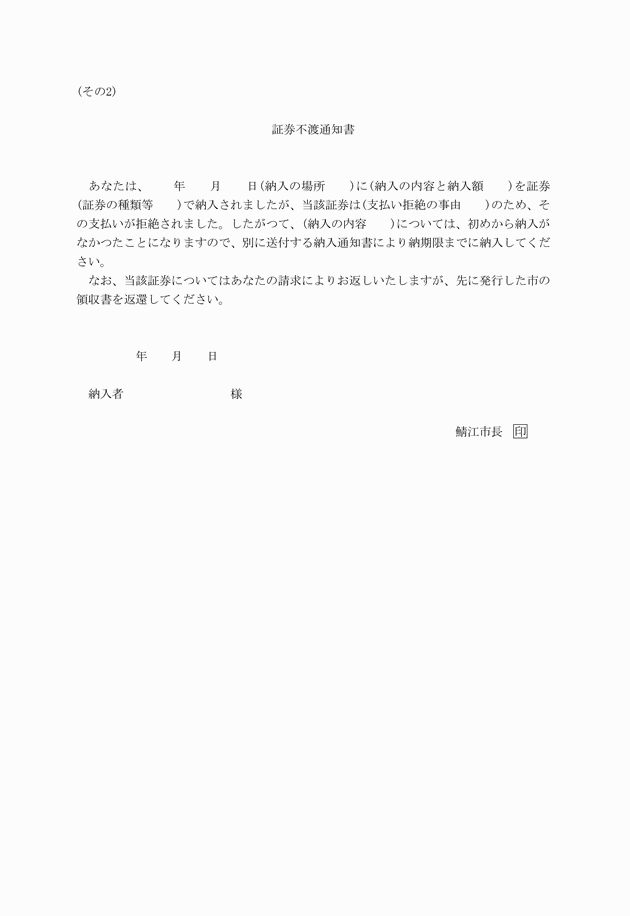 (その2)
証券不渡通知書
　あなたは、　　年　　月　　日(納入の場所　　)に(納入の内容と納入額　　)を証券
(証券の種類等　　)で納入されましたが、当該証券は(支払い拒絶の事由　　)のため、そ
の支払いが拒絶されました。したがつて、(納入の内容　　)については、初めから納入が
なかつたことになりますので、別に送付する納入通知書により納期限までに納入してくだ
さい。
　なお、当該証券についてはあなたの請求によりお返しいたしますが、先に発行した市の
領収書を返還してください。
年　　月　　日
納入者　　　　　　　　　様
鯖江市長　印